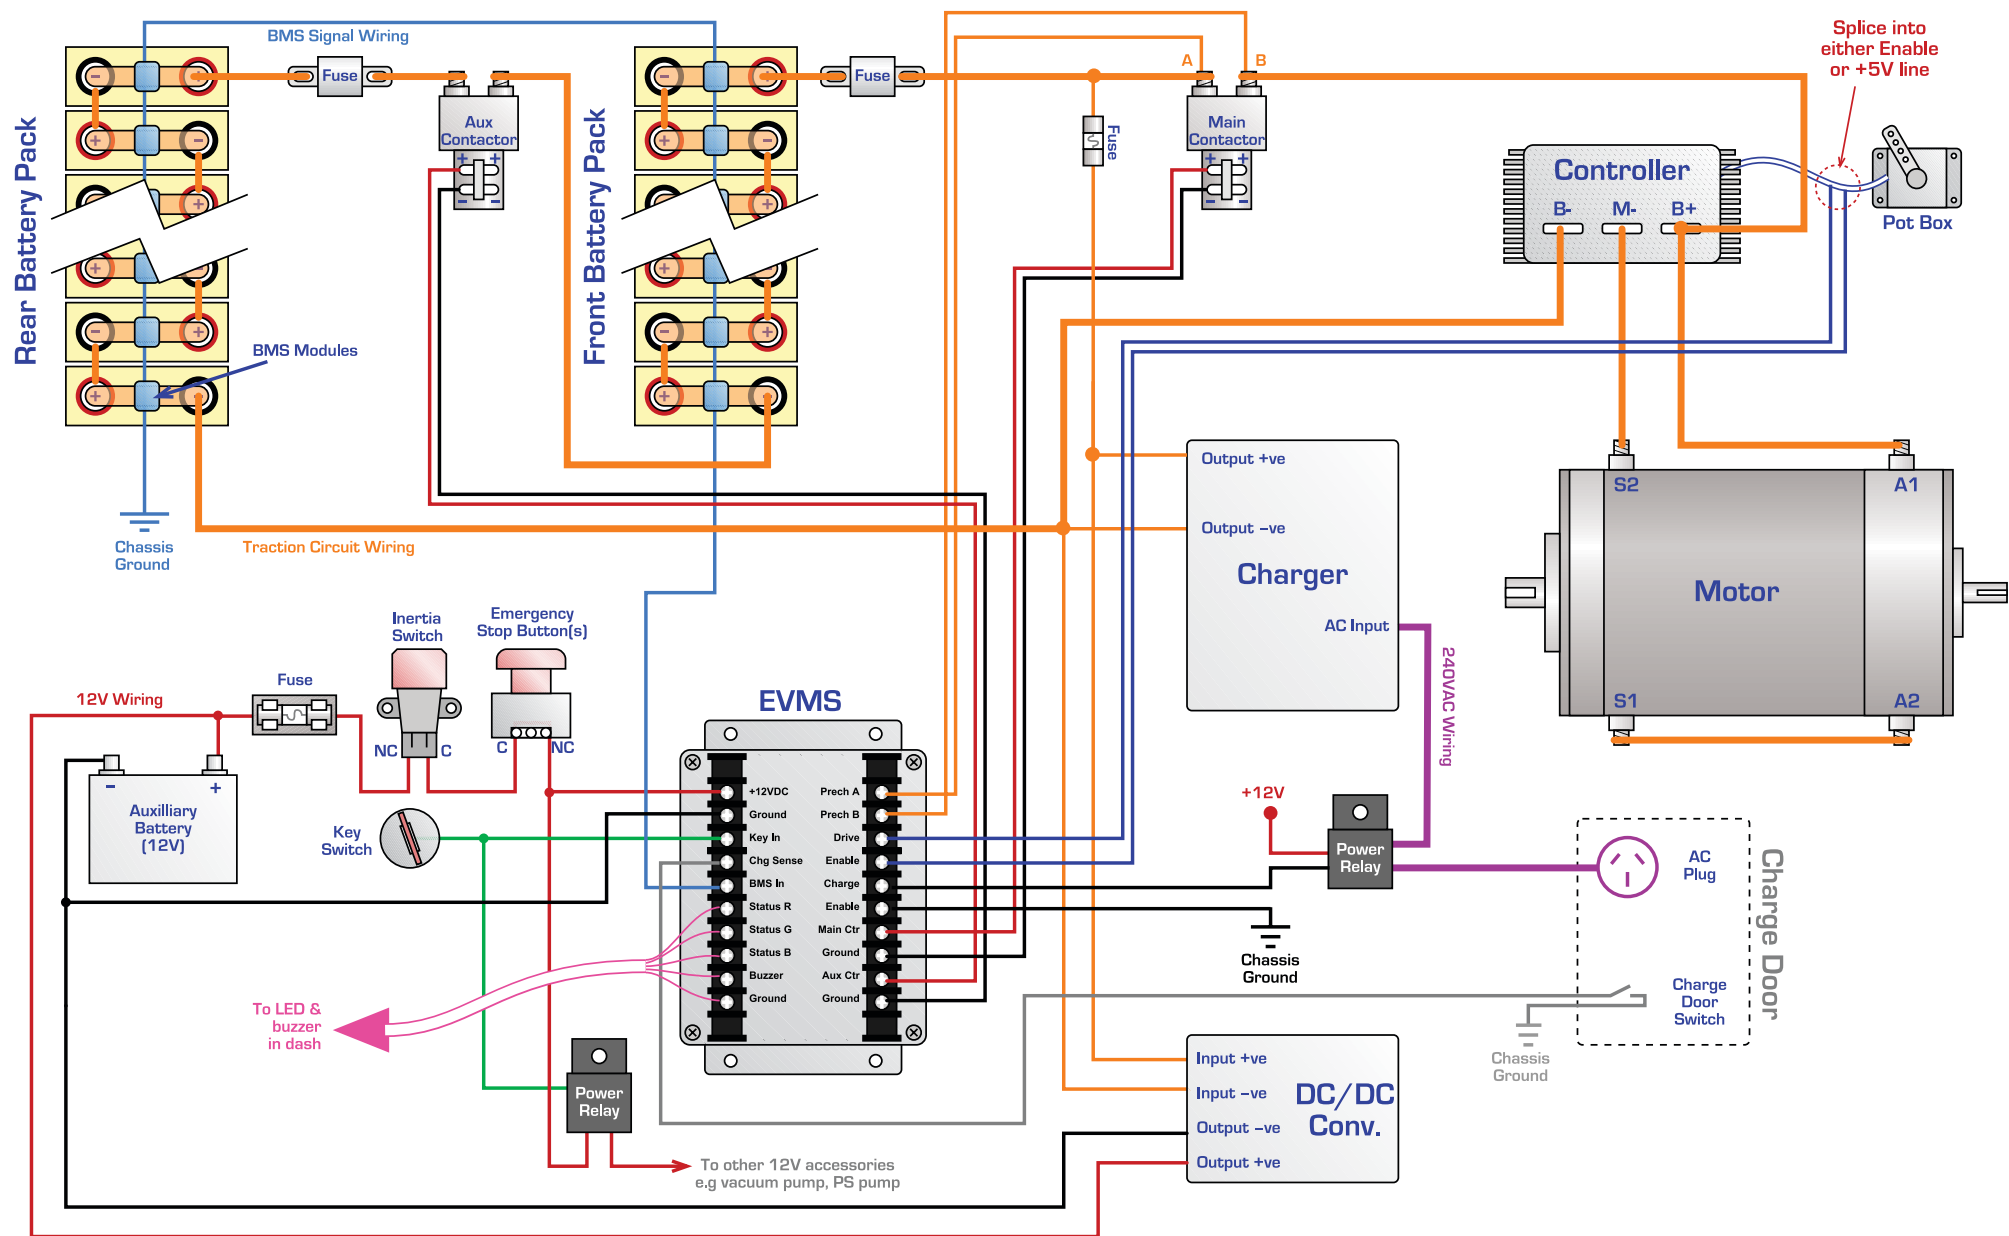 BMS Signal Wiring
Rear Battery Pack
-
+
+
-
+
+
-
-
+
+
-
Fuse
Aux
Contactor
+ +
- -
Front Battery Pack
-
+
+
-
+
+
-
+
+
-
Fuse
Fuse
A
B
Main
Contactor
+ +
- -
Splice into
either Enable
or +5V line
Controller
B-
M-
B+
Pot Box
BMS Modules
Chassis
Ground
Traction Circuit Wiring
Output +ve
Output –ve
Charger
AC Input
240VAC Wiring
S2
A1
Motor
S1
A2
12V Wiring
Fuse
Inertia
Switch
NC
C
Emergency
Stop Button(s)
C
NC
-
+
Auxilliary
Battery
(12V)
Key
Switch
EVMS
+12VDC
Ground
Key In
Chg Sense
BMS In
Status R
Status G
Status B
Buzzer
Ground
Prech A
Prech B
Drive
Enable
Charge
Enable
Main Ctr
Ground
Aux Ctr
Ground
+12V
Power
Relay
Chassis
Ground
AC
Plug
Charge Door
Charge
Door
Switch
Chassis
Ground
To LED &
buzzer
in dash
Power
Relay
To other 12V accessories
e.g vacuum pump, PS pump
Input +ve
Input –ve
Output –ve
Output +ve
DC/DC
Conv.